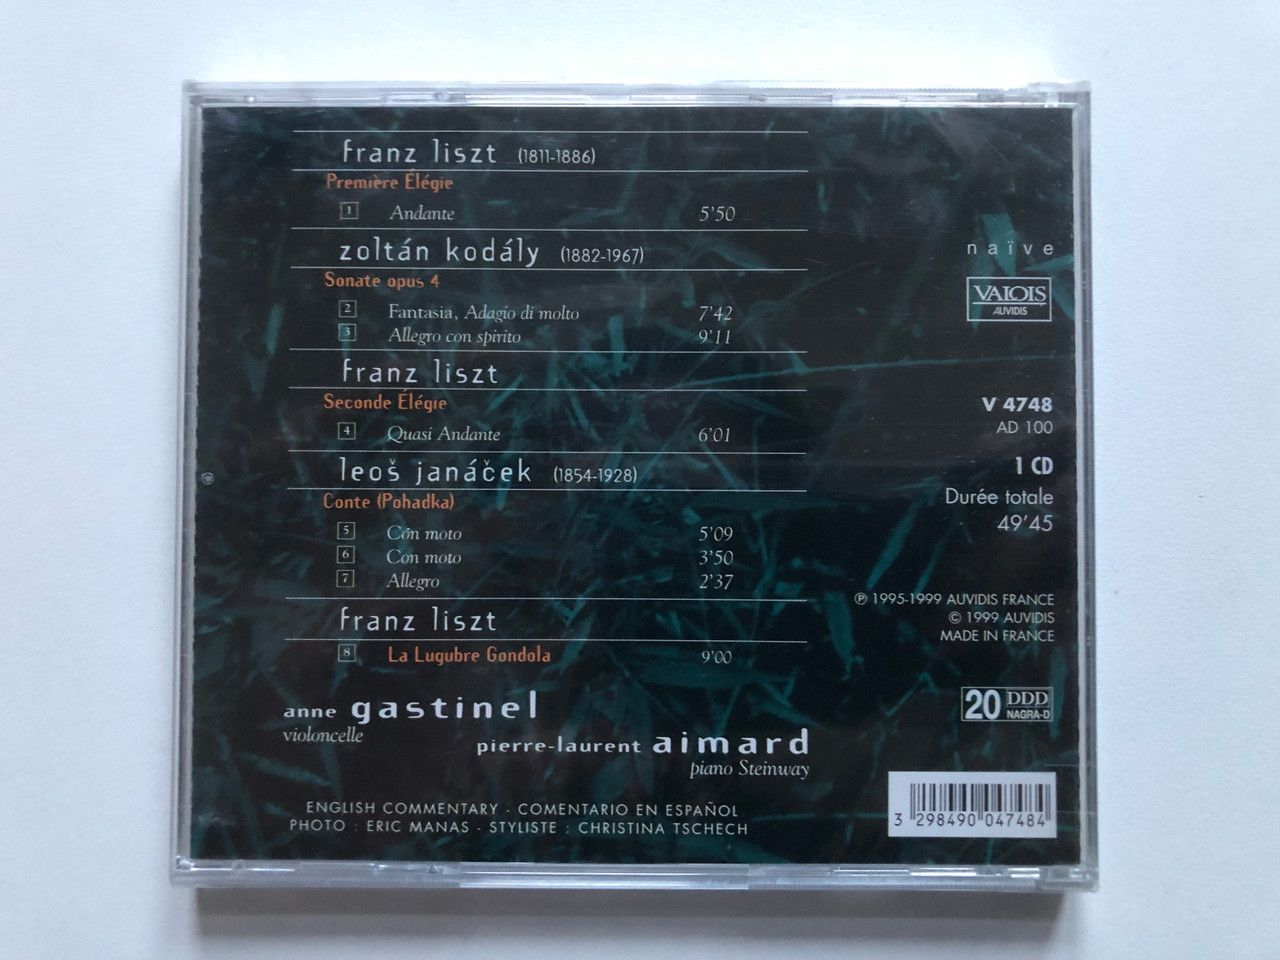 franz liszt (1811-1886)
Première Élégie
1 Andante 5'50
zoltán kodály (1882-1967)
Sonate opus 4
2 Fantasia, Adagio di molto 7'42
3 Allegro con spirito 9'11
franz liszt
Seconde Élégie
4 Quasi Andante 6'01
leoš janáček (1854-1928)
Conte (Pohadka)
5 Con moto 5'09
6 Con moto 3'50
7 Allegro 2'37
franz liszt
8 La Lugubre Gondola 9'00
anne gastinel
violoncelle
pierre-laurent aimard
piano Steinway
ENGLISH COMMENTARY - COMENTARIO EN ESPAÑOL
PHOTO : ERIC MANAS - STYLISTE : CHRISTINA TSCHECH
naïve
VALOIS
AUVIDIS
V 4748
AD 100
1 CD
Durée totale
49'45
℗ 1995-1999 AUVIDIS FRANCE
© 1999 AUVIDIS
MADE IN FRANCE
20 DDD
NAGRA-D
3 298490 047484